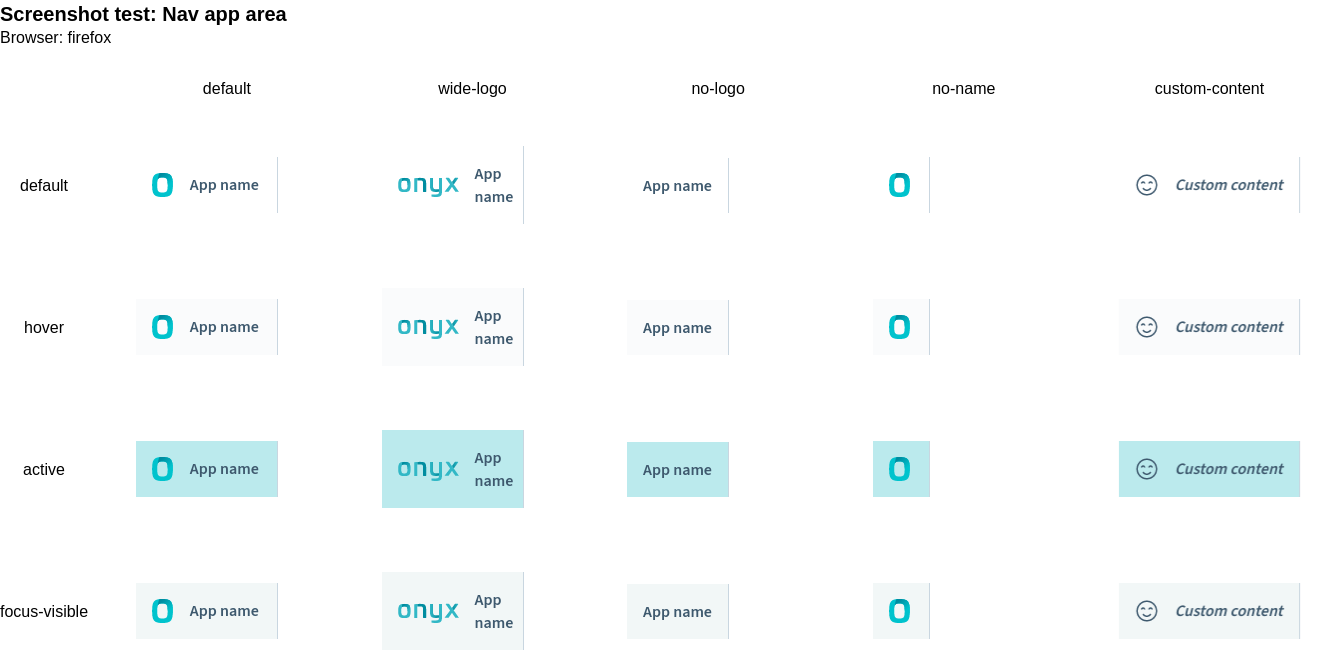 Screenshot test: Nav app area
Browser: firefox
default wide-logo no-logo no-name custom-content
default App name onyx App name App name Custom content
hover App name onyx App name App name Custom content
active App name onyx App name App name Custom content
focus-visible App name onyx App name App name Custom content